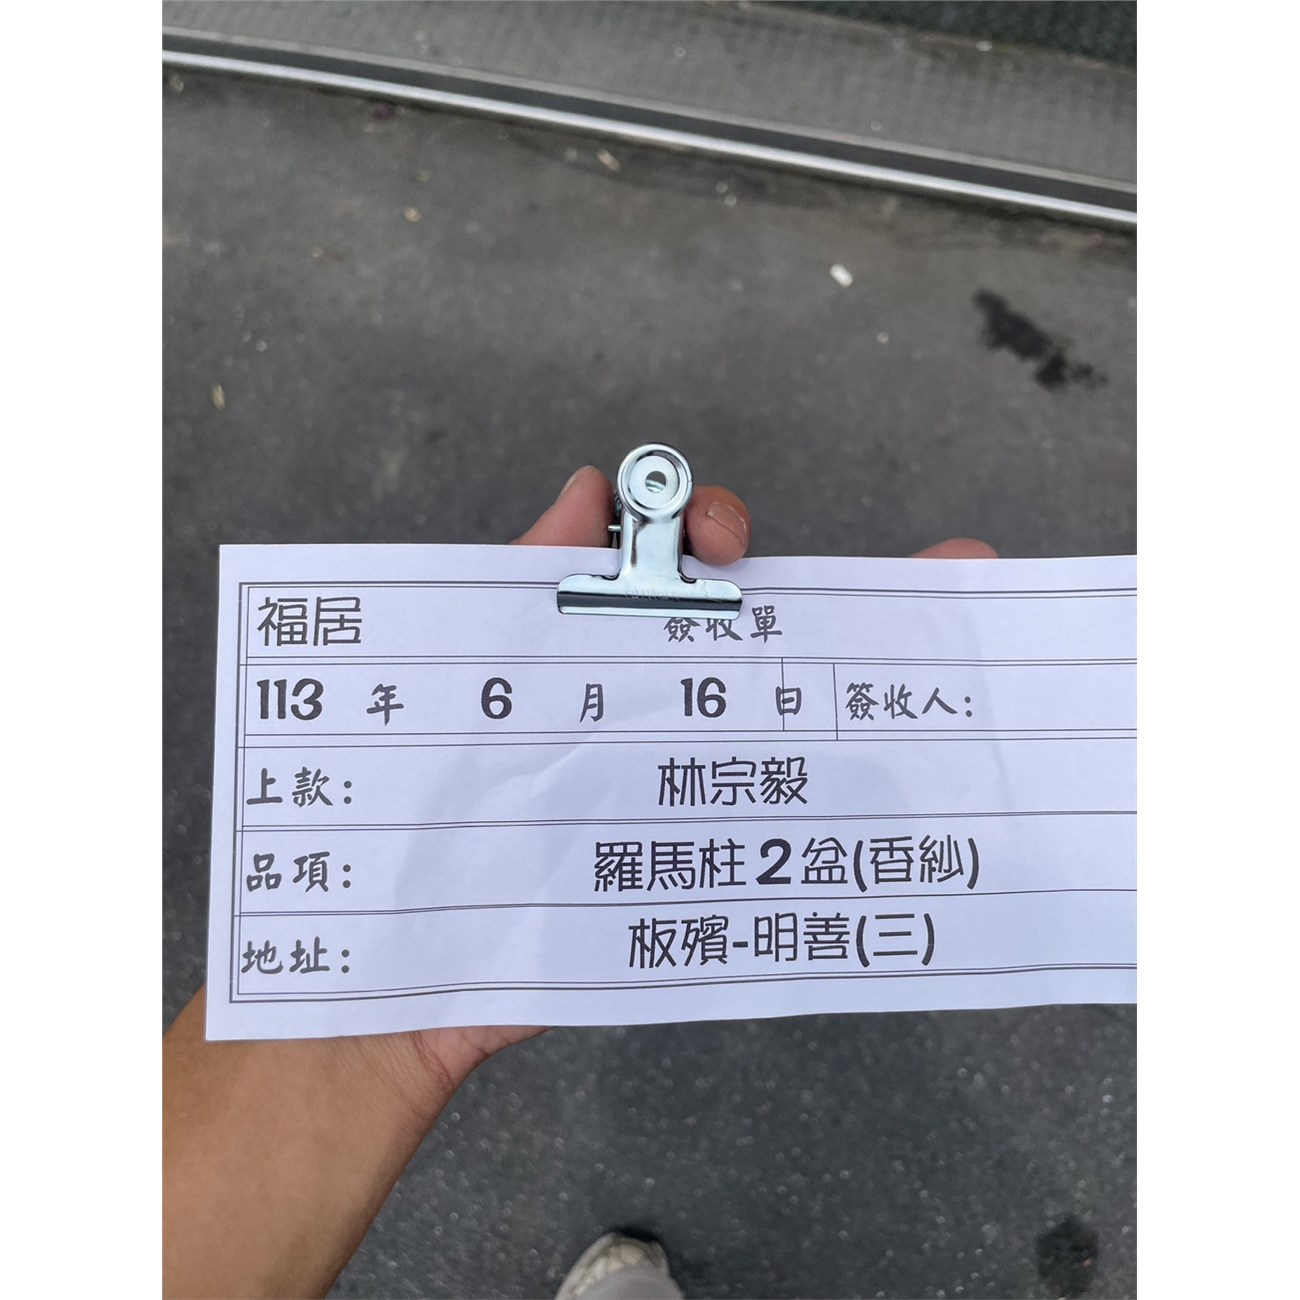 福居 簽收單
113 年 6 月 16 日 簽收人：
上款： 林宗毅
品項： 羅馬柱2盆(香紗)
地址： 板殯-明善(三)